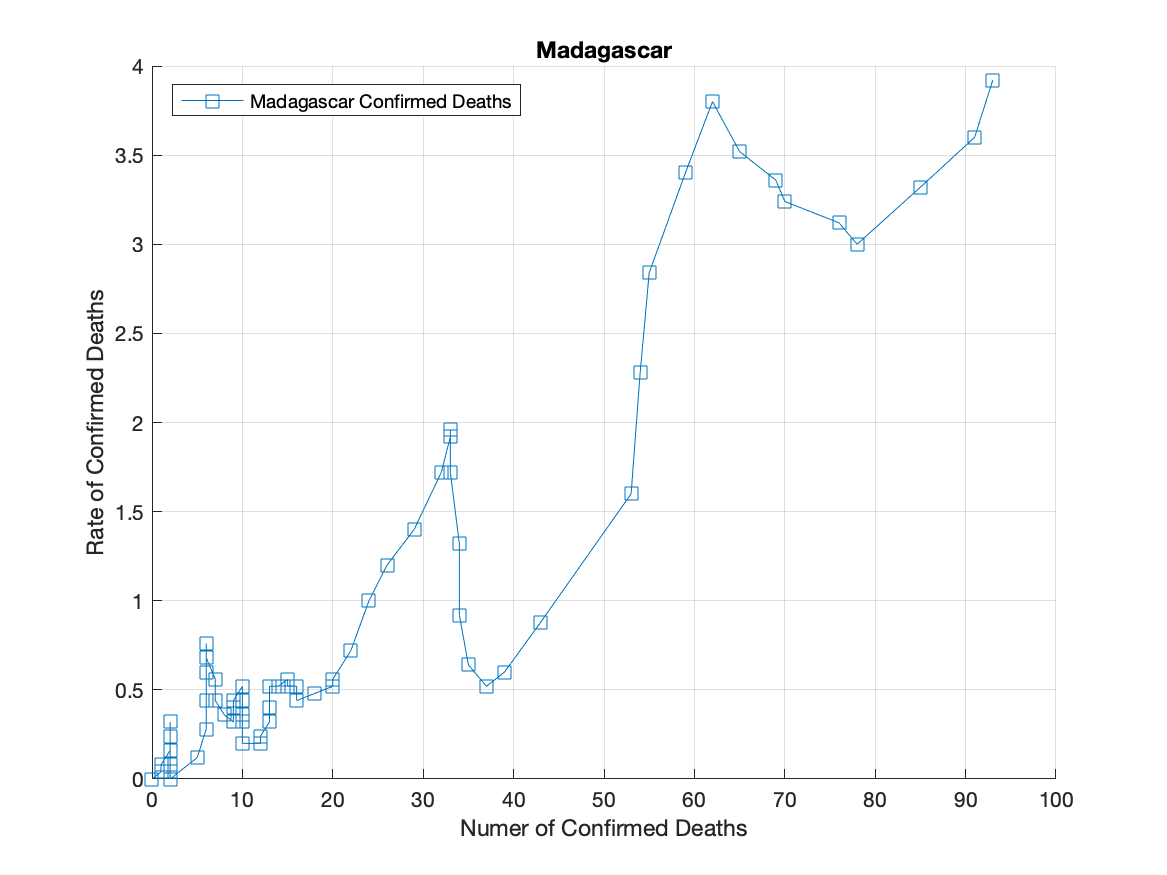 Madagascar
Madagascar Confirmed Deaths
Rate of Confirmed Deaths
4
3.5
3
2.5
2
1.5
1
0.5
0
0 10 20 30 40 50 60 70 80 90 100
Numer of Confirmed Deaths